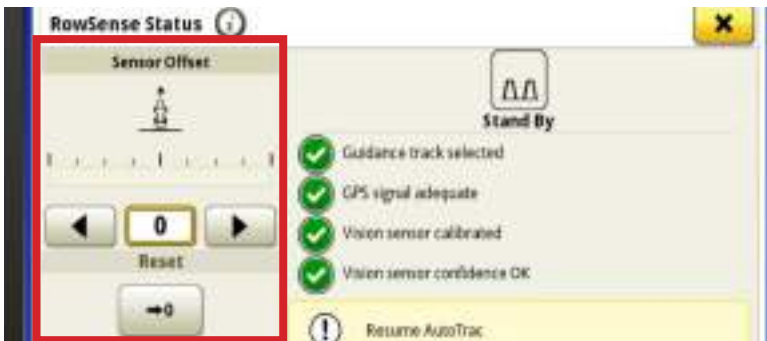 RowSense Status
Sensor Offset
0
Reset
→0
Stand By
Guidance track selected
GPS signal adequate
Vision sensor calibrated
Vision sensor confidence OK
Resume AutoTrac